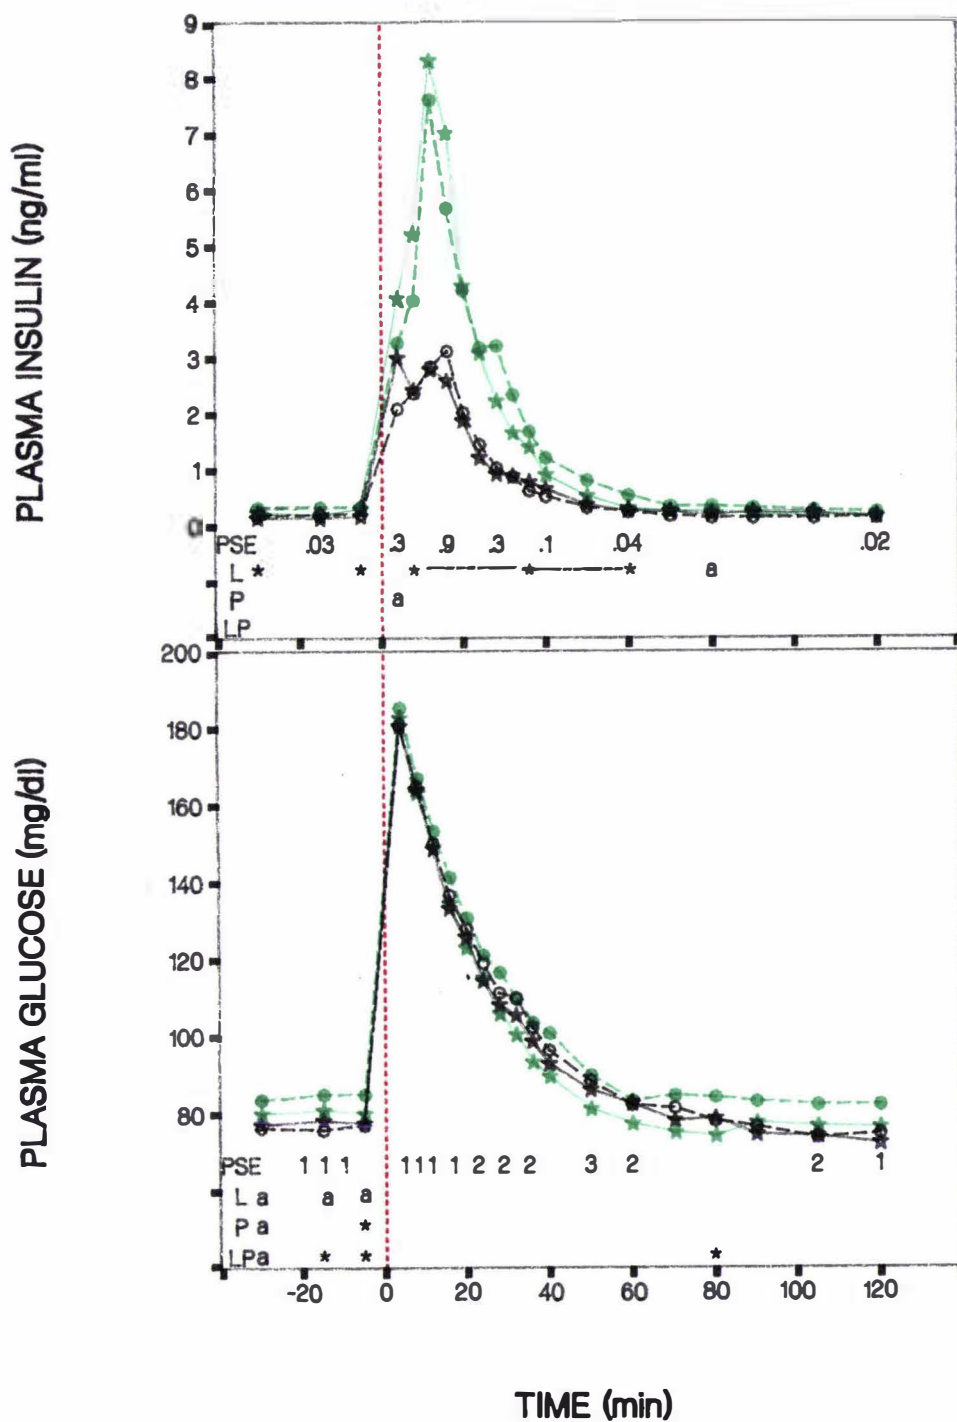 PLASMA INSULIN (ng/ml)
9
8
7
6
5
4
3
2
1
0
PSE .03 .3 .9 .3 .1 .04 .02
L * * * * * a
P a
LP
PLASMA GLUCOSE (mg/dl)
200
180
160
140
120
100
80
PSE 1 1 1 1 1 1 1 2 2 2 3 2 2 1
L a a a
P a *
LPa * * *
-20 0 20 40 60 80 100 120
TIME (min)